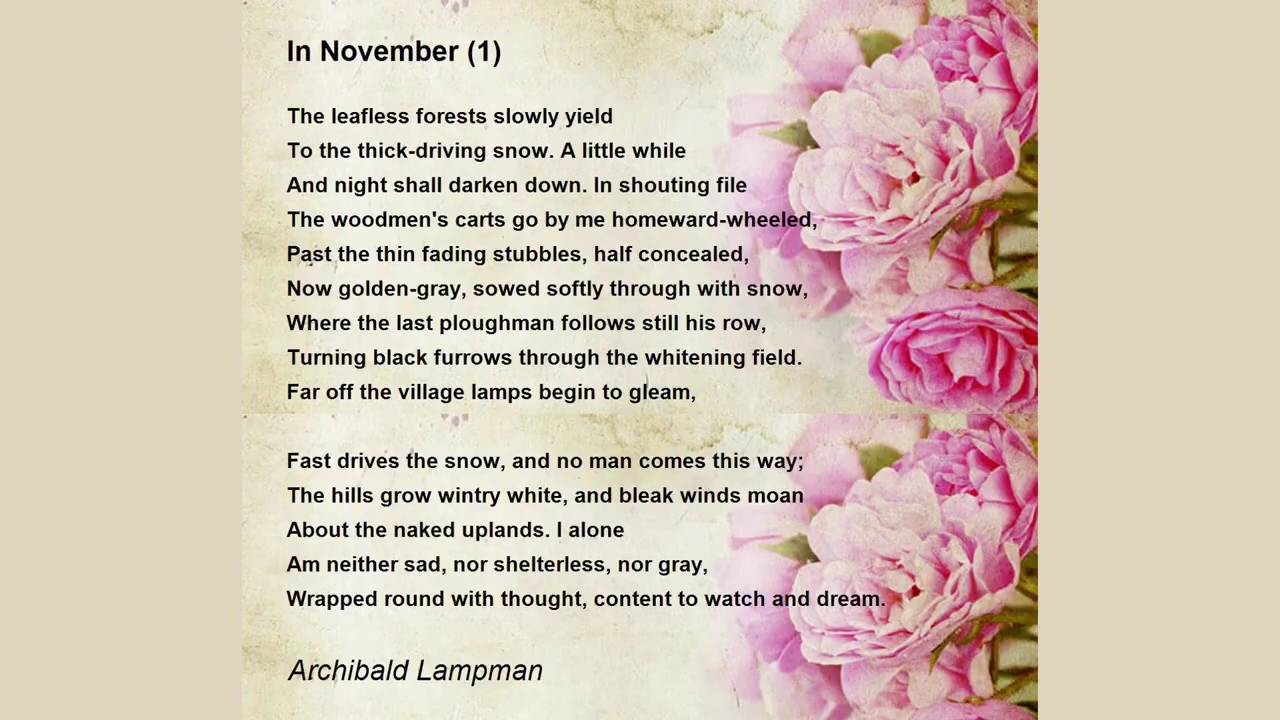 In November (1)
The leafless forests slowly yield
To the thick-driving snow. A little while
And night shall darken down. In shouting file
The woodmen's carts go by me homeward-wheeled,
Past the thin fading stubbles, half concealed,
Now golden-gray, sowed softly through with snow,
Where the last ploughman follows still his row,
Turning black furrows through the whitening field.
Far off the village lamps begin to gleam,
Fast drives the snow, and no man comes this way;
The hills grow wintry white, and bleak winds moan
About the naked uplands. I alone
Am neither sad, nor shelterless, nor gray,
Wrapped round with thought, content to watch and dream.
Archibald Lampman